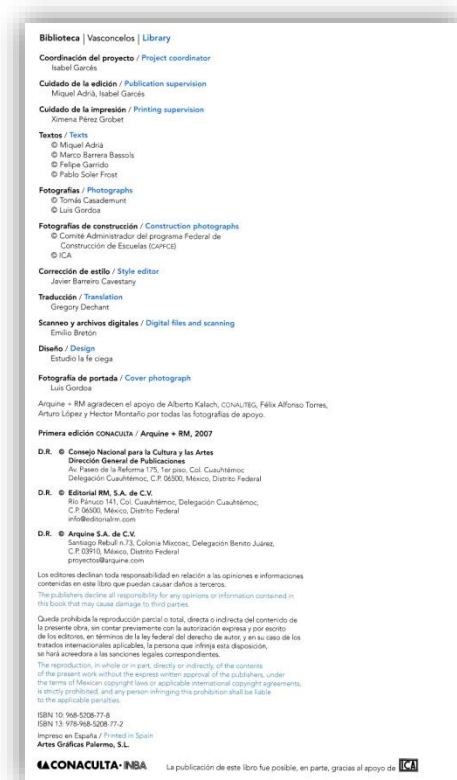 Biblioteca | Vasconcelos | Library
Coordinación del proyecto / Project coordinator
Isabel Garcés
Cuidado de la edición / Publication supervision
Miquel Adrià, Isabel Garcés
Cuidado de la impresión / Printing supervision
Ximena Pérez Grobet
Textos / Texts
© Miquel Adrià
© Marco Barrera Bassols
© Felipe Garrido
© Pablo Soler Frost
Fotografías / Photographs
© Tomás Casademunt
© Luis Gordoa
Fotografías de construcción / Construction photographs
© Comité Administrador del programa Federal de
Construcción de Escuelas (CAPFCE)
© ICA
Corrección de estilo / Style editor
Javier Barreiro Cavestany
Traducción / Translation
Gregory Dechant
Scanneo y archivos digitales / Digital files and scanning
Emilio Bretón
Diseño / Design
Estudio la fe ciega
Fotografía de portada / Cover photograph
Luis Gordoa
Arquine + RM agradecen el apoyo de Alberto Kalach, CONAL/TEG, Félix Alfonso Torres,
Arturo López y Hector Montaño por todas las fotografías de apoyo.
Primera edición CONACULTA / Arquine + RM, 2007
D.R. © Consejo Nacional para la Cultura y las Artes
Dirección General de Publicaciones
Av. Paseo de la Reforma 175, 1er piso, Col. Cuauhtémoc
Delegación Cuauhtémoc, C.P. 06500, México, Distrito Federal
D.R. © Editorial RM, S.A. de C.V.
Río Pánuco 141, Col. Cuauhtémoc, Delegación Cuauhtémoc,
C.P. 06500, México, Distrito Federal
info@editorialrm.com
D.R. © Arquine S.A. de C.V.
Santiago Rebull n.73, Colonia Mixcoac, Delegación Benito Juárez,
C.P. 03910, México, Distrito Federal
proyectos@arquine.com
Los editores declinan toda responsabilidad en relación a las opiniones e informaciones
contenidas en este libro que puedan causar daños a terceros.
The publishers decline all responsibility for any opinions or information contained in
this book that may cause damage to third parties.
Queda prohibida la reproducción parcial o total, directa o indirecta del contenido de
la presente obra, sin contar previamente con la autorización expresa y por escrito
de los editores, en términos de la ley federal del derecho de autor, y en su caso de los
tratados internacionales aplicables, la persona que infrinja esta disposición,
se hará acreedora a las sanciones legales correspondientes.
The reproduction, in whole or in part, directly or indirectly, of the contents
of the present work without the express written approval of the publishers, under
the terms of Mexican copyright laws or applicable international copyright agreements,
is strictly prohibited, and any person infringing this prohibition shall be liable
to the applicable penalties.
ISBN 10: 968-5208-77-8
ISBN 13: 978-968-5208-77-2
Impreso en España / Printed in Spain
Artes Gráficas Palermo, S.L.
CONACULTA · INBA La publicación de este libro fue posible, en parte, gracias al apoyo de ICA